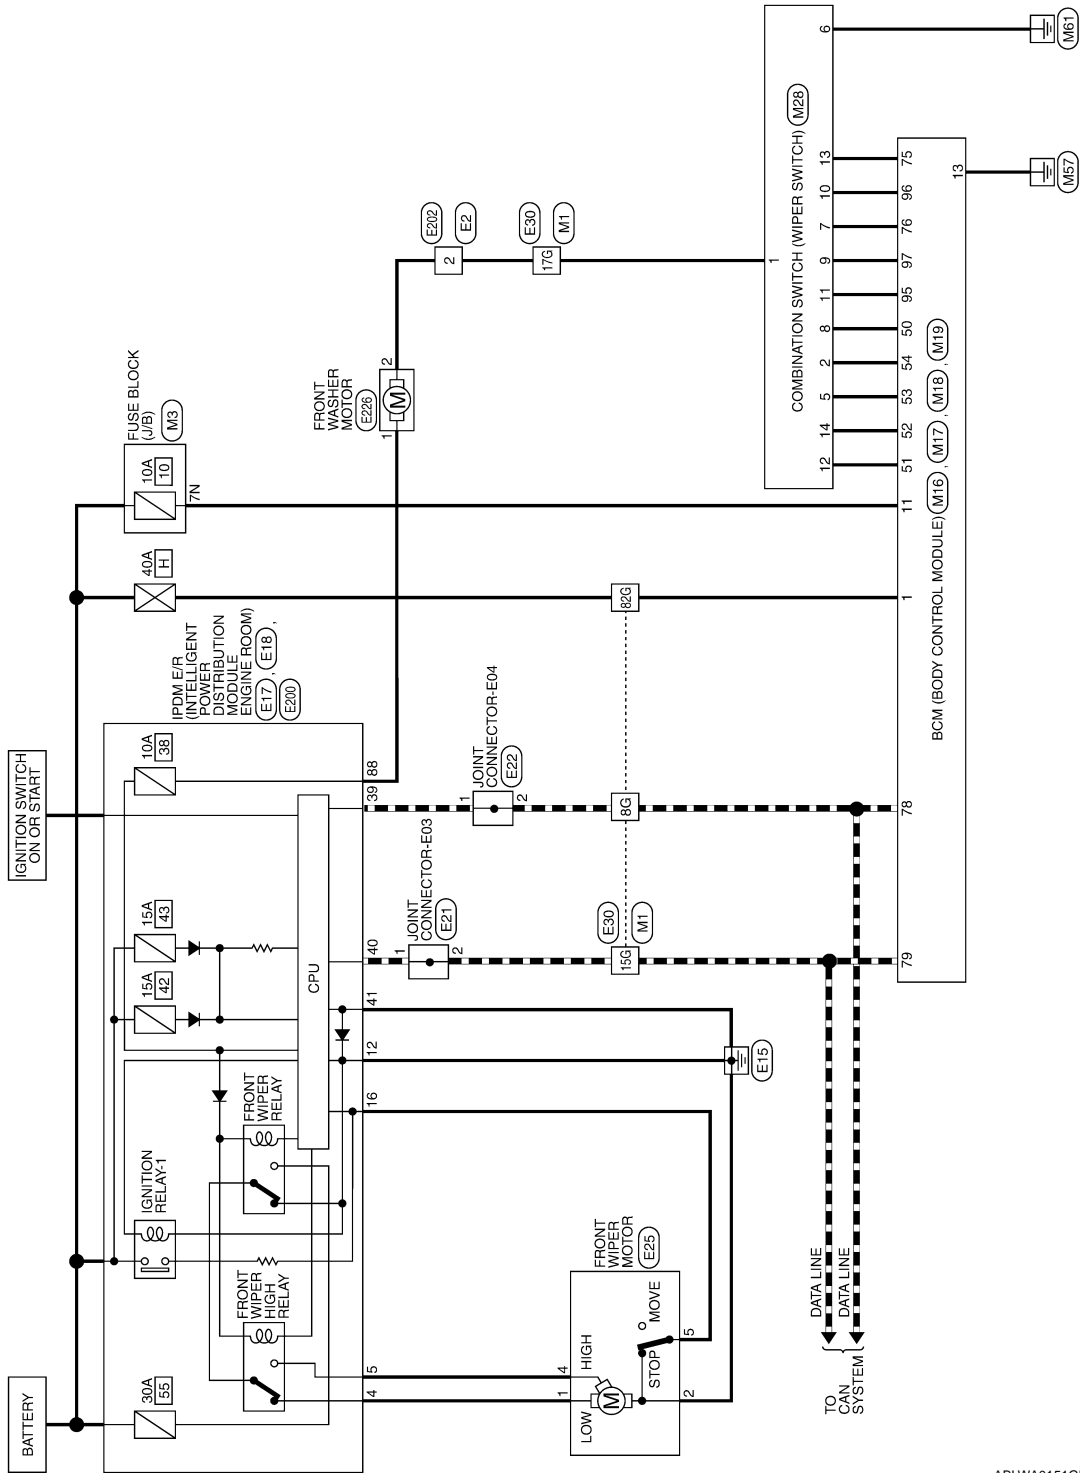 BATTERY
IGNITION SWITCH
ON OR START
30A
55
IGNITION
RELAY-1
FRONT
WIPER
HIGH
RELAY
FRONT
WIPER
RELAY
15A
42
15A
43
10A
38
CPU
IPDM E/R
(INTELLIGENT
POWER
DISTRIBUTION
MODULE
ENGINE ROOM)
E17 , E18 ,
E200
40A
H
FUSE BLOCK
(J/B)
M3
10A
10
7N
4
5
16
12
41
40
39
88
FRONT
WASHER
MOTOR
E226
1
M
2
E202
E2
2
E30
M1
17G
JOINT
CONNECTOR-E03
E21
1
2
JOINT
CONNECTOR-E04
E22
1
2
E30
M1
15G
8G
82G
FRONT
WIPER
MOTOR
E25
1
4
LOW
HIGH
M
STOP
MOVE
2
5
E15
DATA LINE
DATA LINE
TO
CAN
SYSTEM
1
6
COMBINATION SWITCH (WIPER SWITCH) M28
12
14
5
2
8
11
9
7
10
13
79
78
1
11
51
52
53
54
50
95
97
76
96
75
BCM (BODY CONTROL MODULE) M16 , M17 , M18 , M19
13
M57
M61